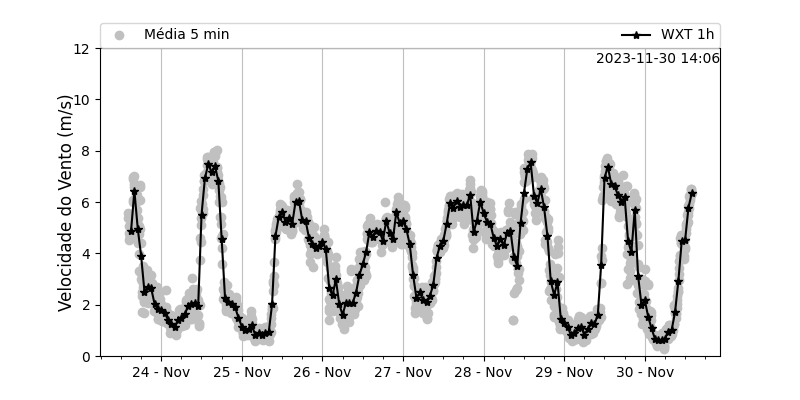 Média 5 min
WXT 1h
2023-11-30 14:06
Velocidade do Vento (m/s)
12
10
8
6
4
2
0
24 - Nov
25 - Nov
26 - Nov
27 - Nov
28 - Nov
29 - Nov
30 - Nov